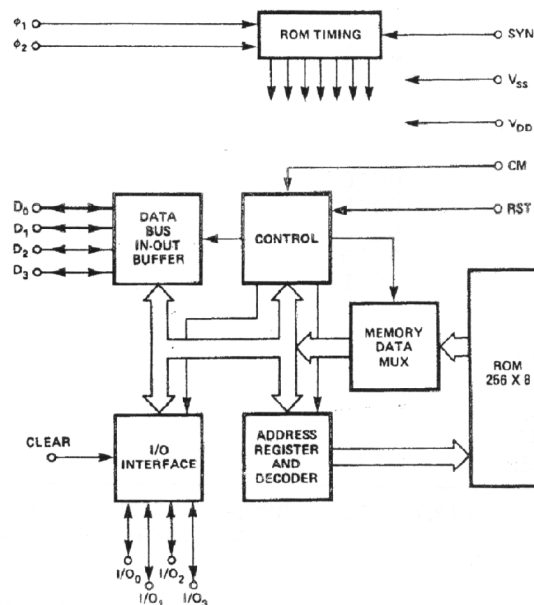 ϕ1
ϕ2
ROM TIMING
SYN
VSS
VDD
CM
RST
D0
D1
D2
D3
DATA
BUS
IN-OUT
BUFFER
CONTROL
MEMORY
DATA
MUX
ROM
256 X 8
CLEAR
I/O
INTERFACE
ADDRESS
REGISTER
AND
DECODER
I/O0
I/O1
I/O2
I/O3